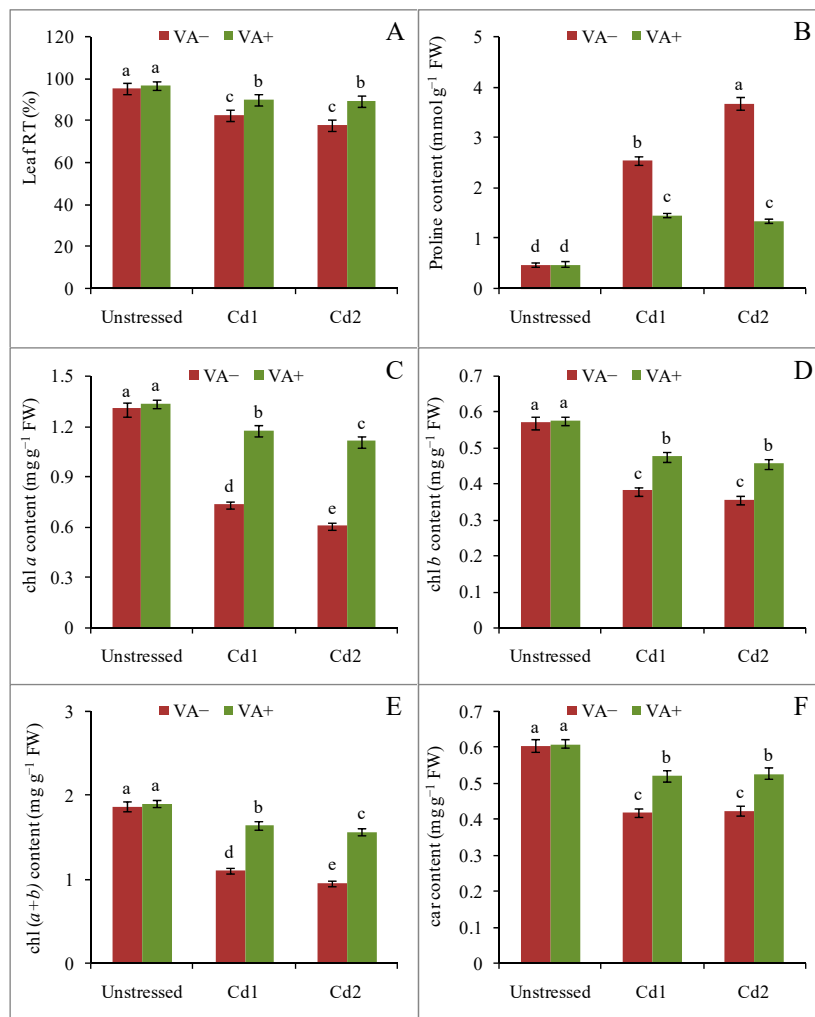 VA− VA+ A
Leaf RT (%)
120
100
80
60
40
20
0
a a
c b
c b
Unstressed Cd1 Cd2
VA− VA+ B
Proline content (mmol g⁻¹ FW)
5
4
3
2
1
0
d d
b c
a c
Unstressed Cd1 Cd2
VA− VA+ C
chl a content (mg g⁻¹ FW)
1.5
1.2
0.9
0.6
0.3
0
a a
d b
e c
Unstressed Cd1 Cd2
VA− VA+ D
chl b content (mg g⁻¹ FW)
0.7
0.6
0.5
0.4
0.3
0.2
0.1
0
a a
c b
c b
Unstressed Cd1 Cd2
VA− VA+ E
chl (a+b) content (mg g⁻¹ FW)
3
2
1
0
a a
d b
e c
Unstressed Cd1 Cd2
VA− VA+ F
car content (mg g⁻¹ FW)
0.7
0.6
0.5
0.4
0.3
0.2
0.1
0
a a
c b
c b
Unstressed Cd1 Cd2